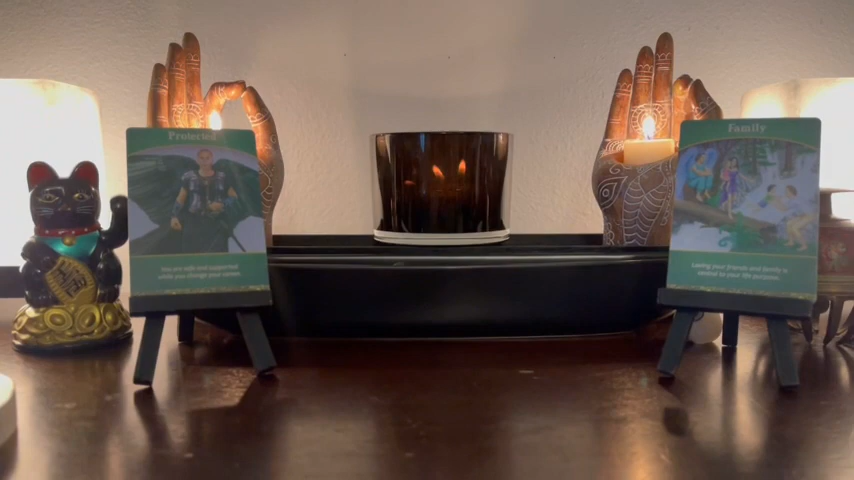 Protected
You are safe and supported
while you change your career.
Family
Loving your friends and family is
central to your life purpose.